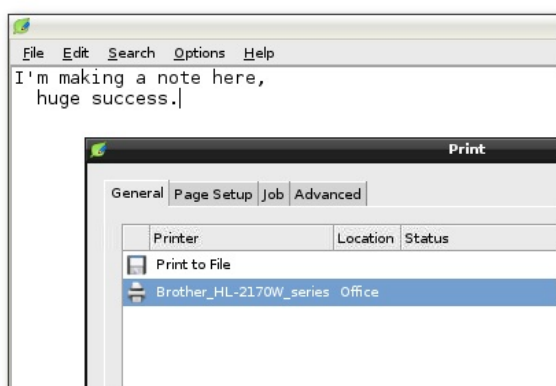 File Edit Search Options Help
I'm making a note here,
  huge success.
Print
General Page Setup Job Advanced
Printer Location Status
Print to File
Brother_HL-2170W_series Office